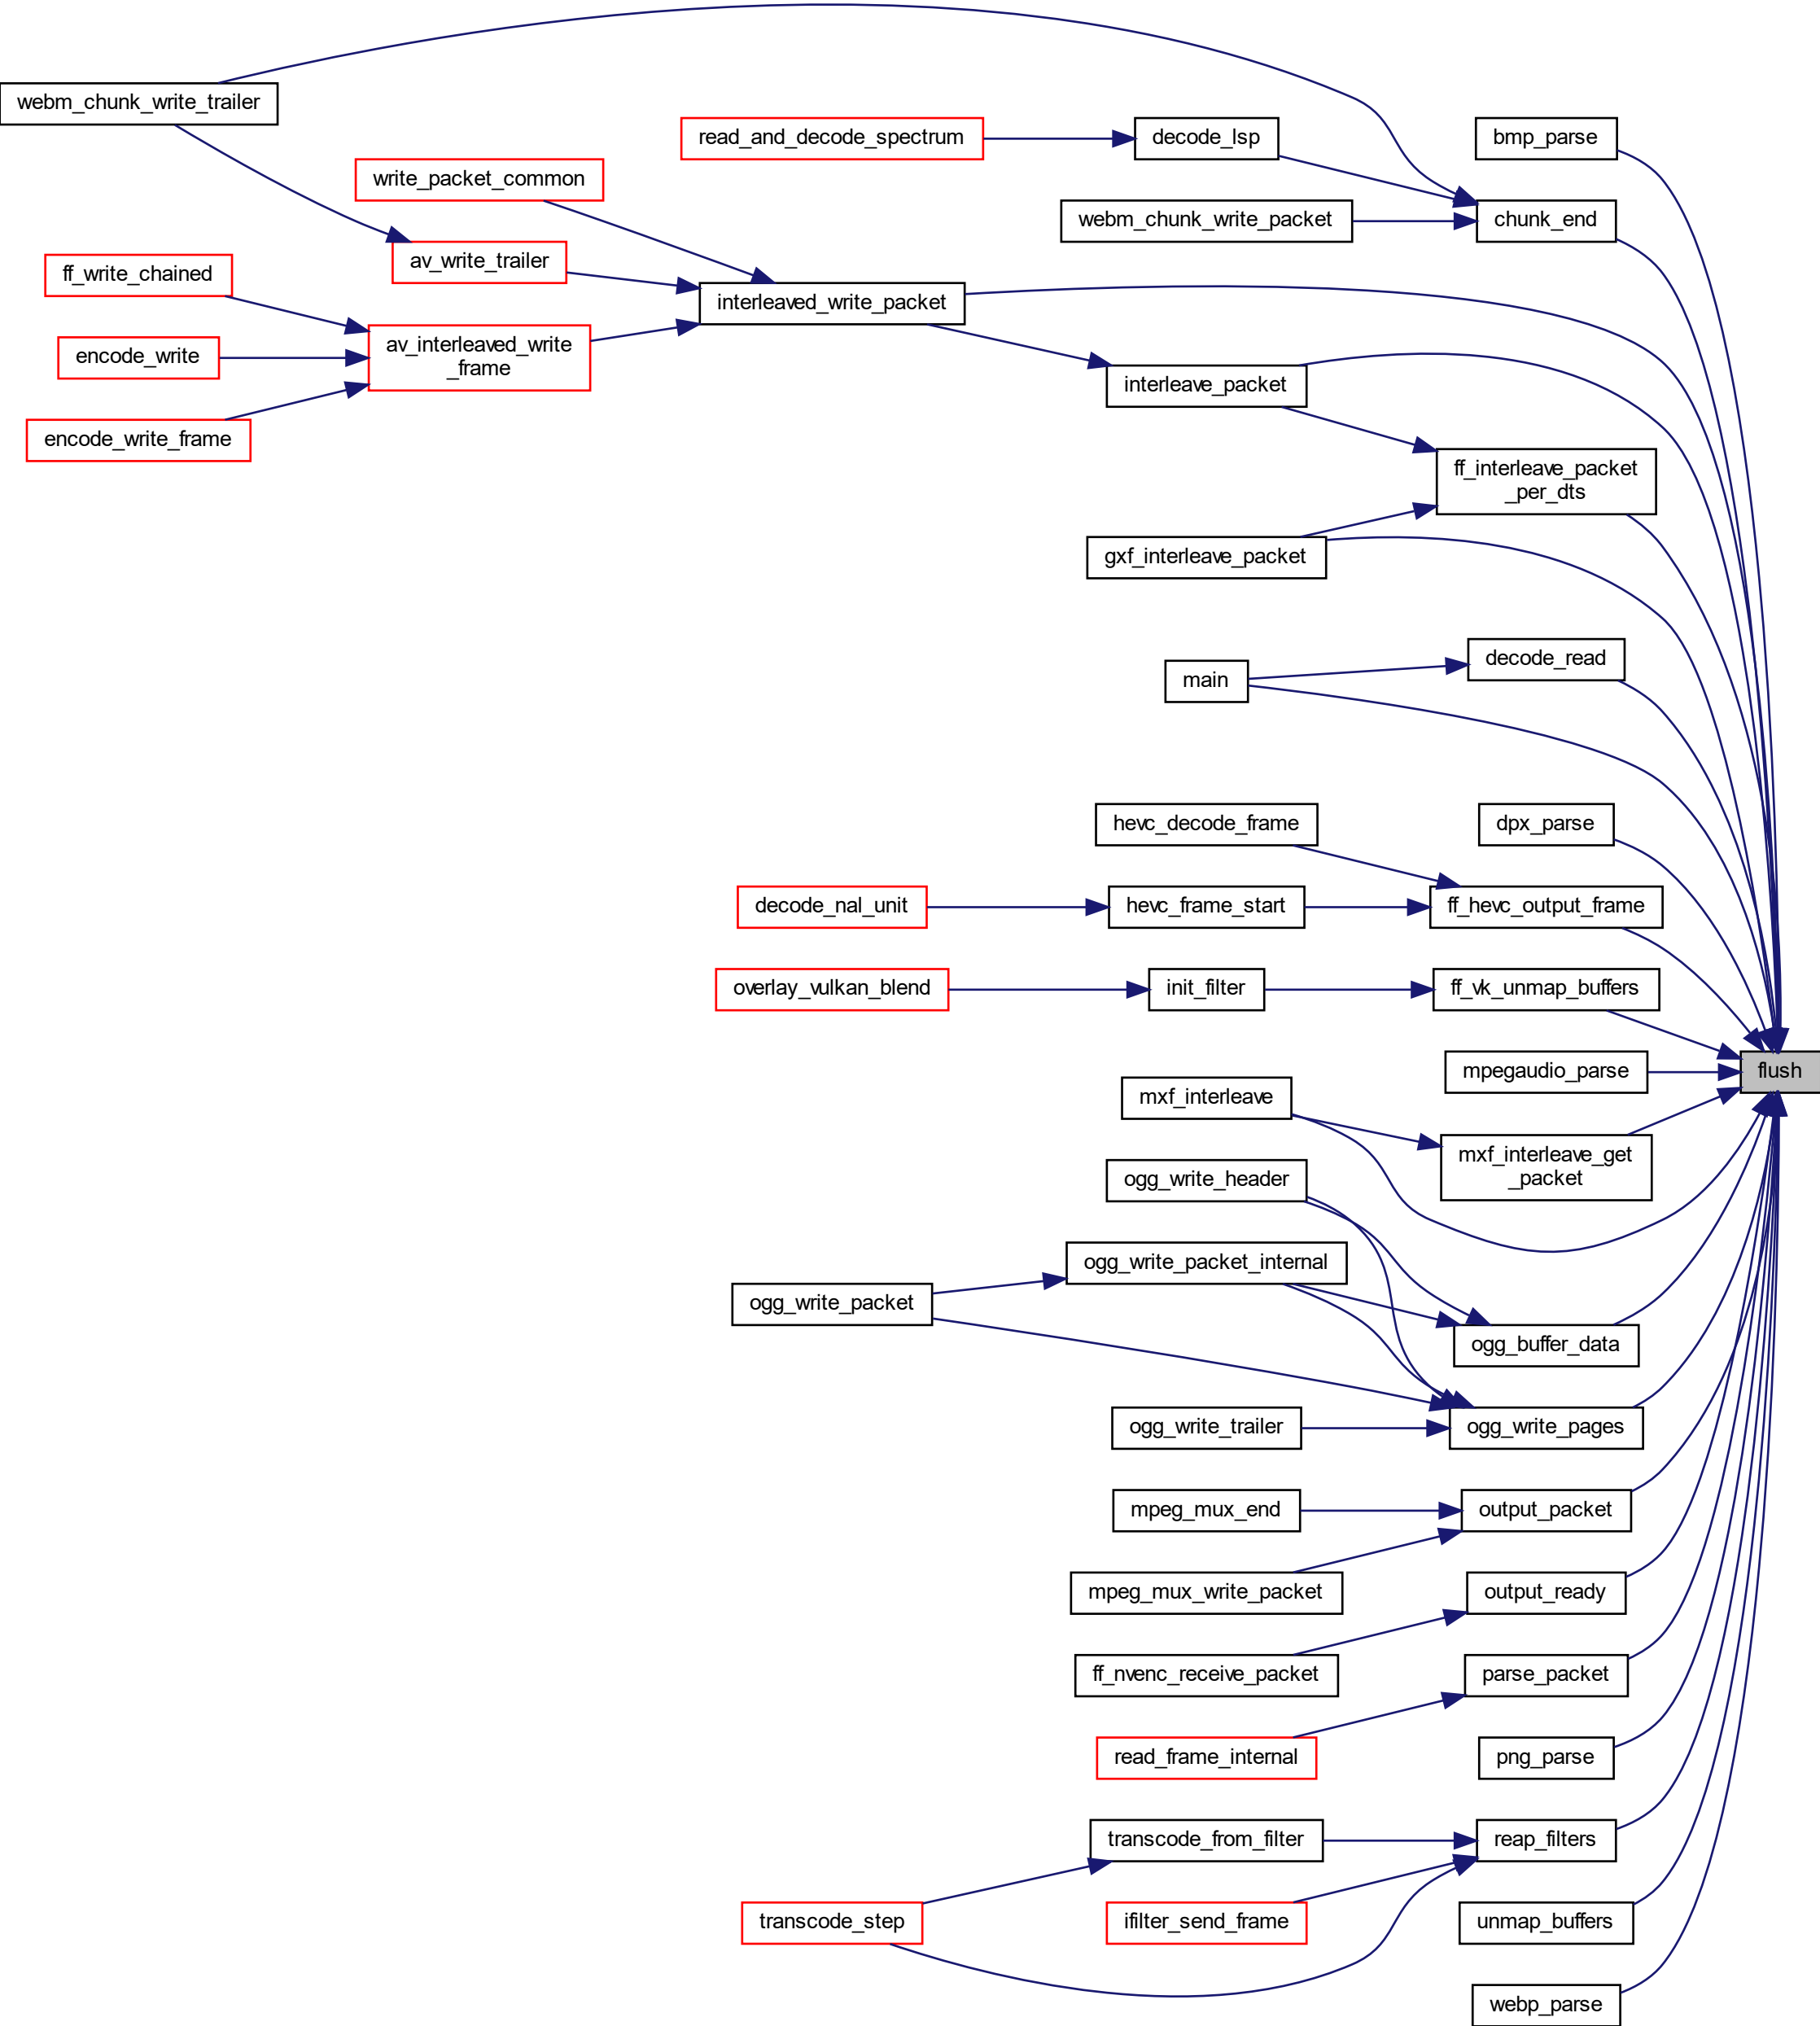 webm_chunk_write_trailer
bmp_parse
read_and_decode_spectrum
decode_lsp
write_packet_common
webm_chunk_write_packet
chunk_end
av_write_trailer
ff_write_chained
interleaved_write_packet
encode_write
av_interleaved_write
_frame
interleave_packet
encode_write_frame
ff_interleave_packet
_per_dts
gxf_interleave_packet
decode_read
main
hevc_decode_frame
dpx_parse
decode_nal_unit
hevc_frame_start
ff_hevc_output_frame
overlay_vulkan_blend
init_filter
ff_vk_unmap_buffers
mpegaudio_parse
flush
mxf_interleave
mxf_interleave_get
_packet
ogg_write_header
ogg_write_packet_internal
ogg_write_packet
ogg_buffer_data
ogg_write_trailer
ogg_write_pages
mpeg_mux_end
output_packet
mpeg_mux_write_packet
output_ready
ff_nvenc_receive_packet
parse_packet
read_frame_internal
png_parse
transcode_from_filter
reap_filters
transcode_step
ifilter_send_frame
unmap_buffers
webp_parse